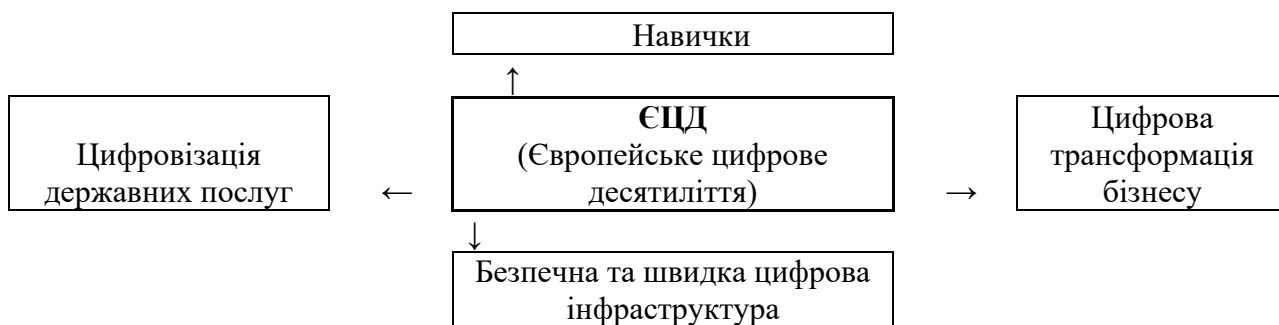 Навички
↑
Цифровізація
державних послуг
←
ЄЦД
(Європейське цифрове
десятиліття)
→
Цифрова
трансформація
бізнесу
↓
Безпечна та швидка цифрова
інфраструктура